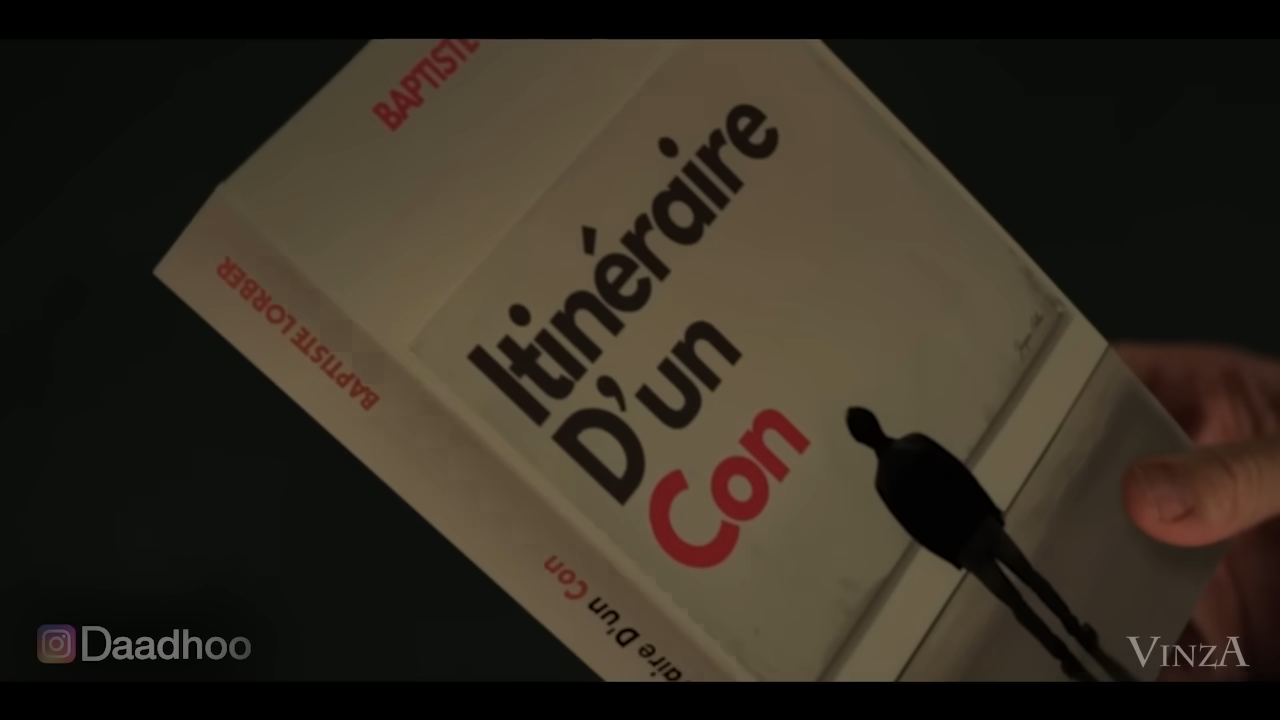 BAPTISTE
Itinéraire
D'un
Con
BAPTISTE LORBER
aire D'un Con
Daadhoo
VINZA